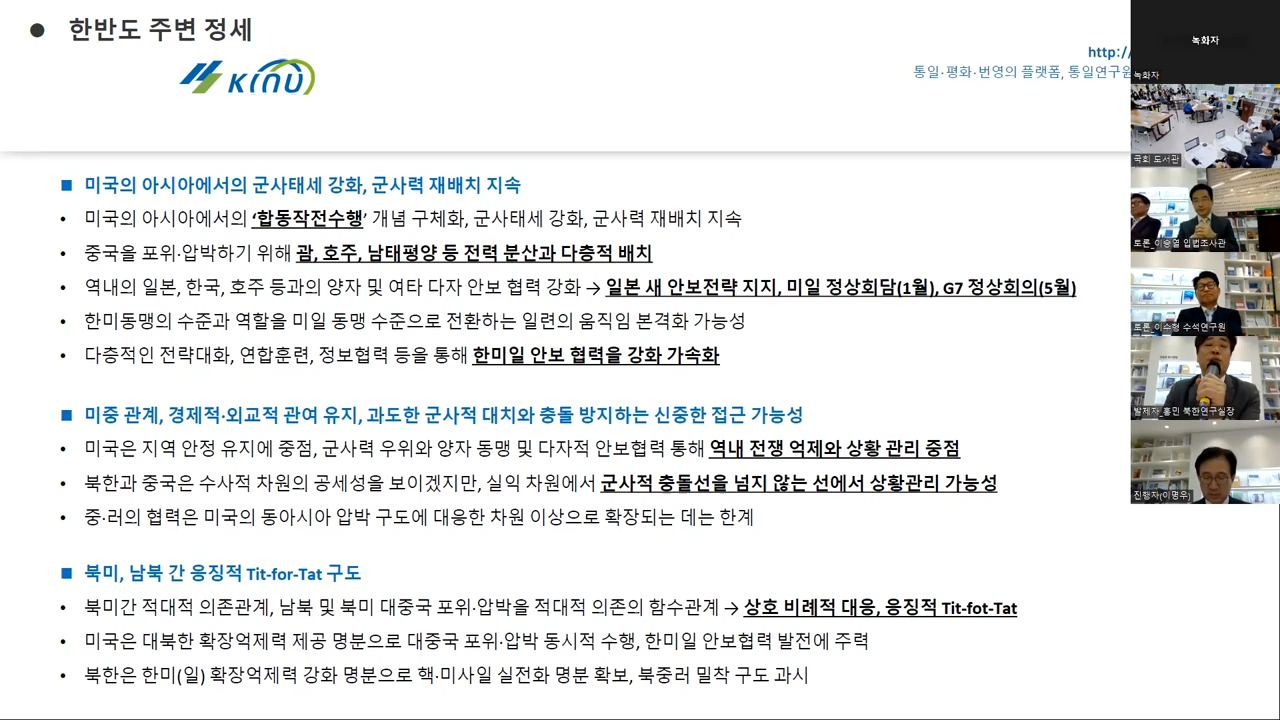 ● 한반도 주변 정세
KINU
http://
통일·평화·번영의 플랫폼, 통일연구원
■ 미국의 아시아에서의 군사태세 강화, 군사력 재배치 지속
• 미국의 아시아에서의 ‘합동작전수행’ 개념 구체화, 군사태세 강화, 군사력 재배치 지속
• 중국을 포위·압박하기 위해 괌, 호주, 남태평양 등 전력 분산과 다층적 배치
• 역내의 일본, 한국, 호주 등과의 양자 및 여타 다자 안보 협력 강화 → 일본 새 안보전략 지지, 미일 정상회담(1월), G7 정상회의(5월)
• 한미동맹의 수준과 역할을 미일 동맹 수준으로 전환하는 일련의 움직임 본격화 가능성
• 다층적인 전략대화, 연합훈련, 정보협력 등을 통해 한미일 안보 협력을 강화 가속화
■ 미중 관계, 경제적·외교적 관여 유지, 과도한 군사적 대치와 충돌 방지하는 신중한 접근 가능성
• 미국은 지역 안정 유지에 중점, 군사력 우위와 양자 동맹 및 다자적 안보협력 통해 역내 전쟁 억제와 상황 관리 중점
• 북한과 중국은 수사적 차원의 공세성을 보이겠지만, 실익 차원에서 군사적 충돌선을 넘지 않는 선에서 상황관리 가능성
• 중·러의 협력은 미국의 동아시아 압박 구도에 대응한 차원 이상으로 확장되는 데는 한계
■ 북미, 남북 간 응징적 Tit-for-Tat 구도
• 북미간 적대적 의존관계, 남북 및 북미 대중국 포위·압박을 적대적 의존의 함수관계 → 상호 비례적 대응, 응징적 Tit-fot-Tat
• 미국은 대북한 확장억제력 제공 명분으로 대중국 포위·압박 동시적 수행, 한미일 안보협력 발전에 주력
• 북한은 한미(일) 확장억제력 강화 명분으로 핵·미사일 실전화 명분 확보, 북중러 밀착 구도 과시
녹화자
녹화자
국회 도서관
토론_이승열 입법조사관
토론_이수형 수석연구원
발제자_홍민 북한연구실장
진행자(이명우)